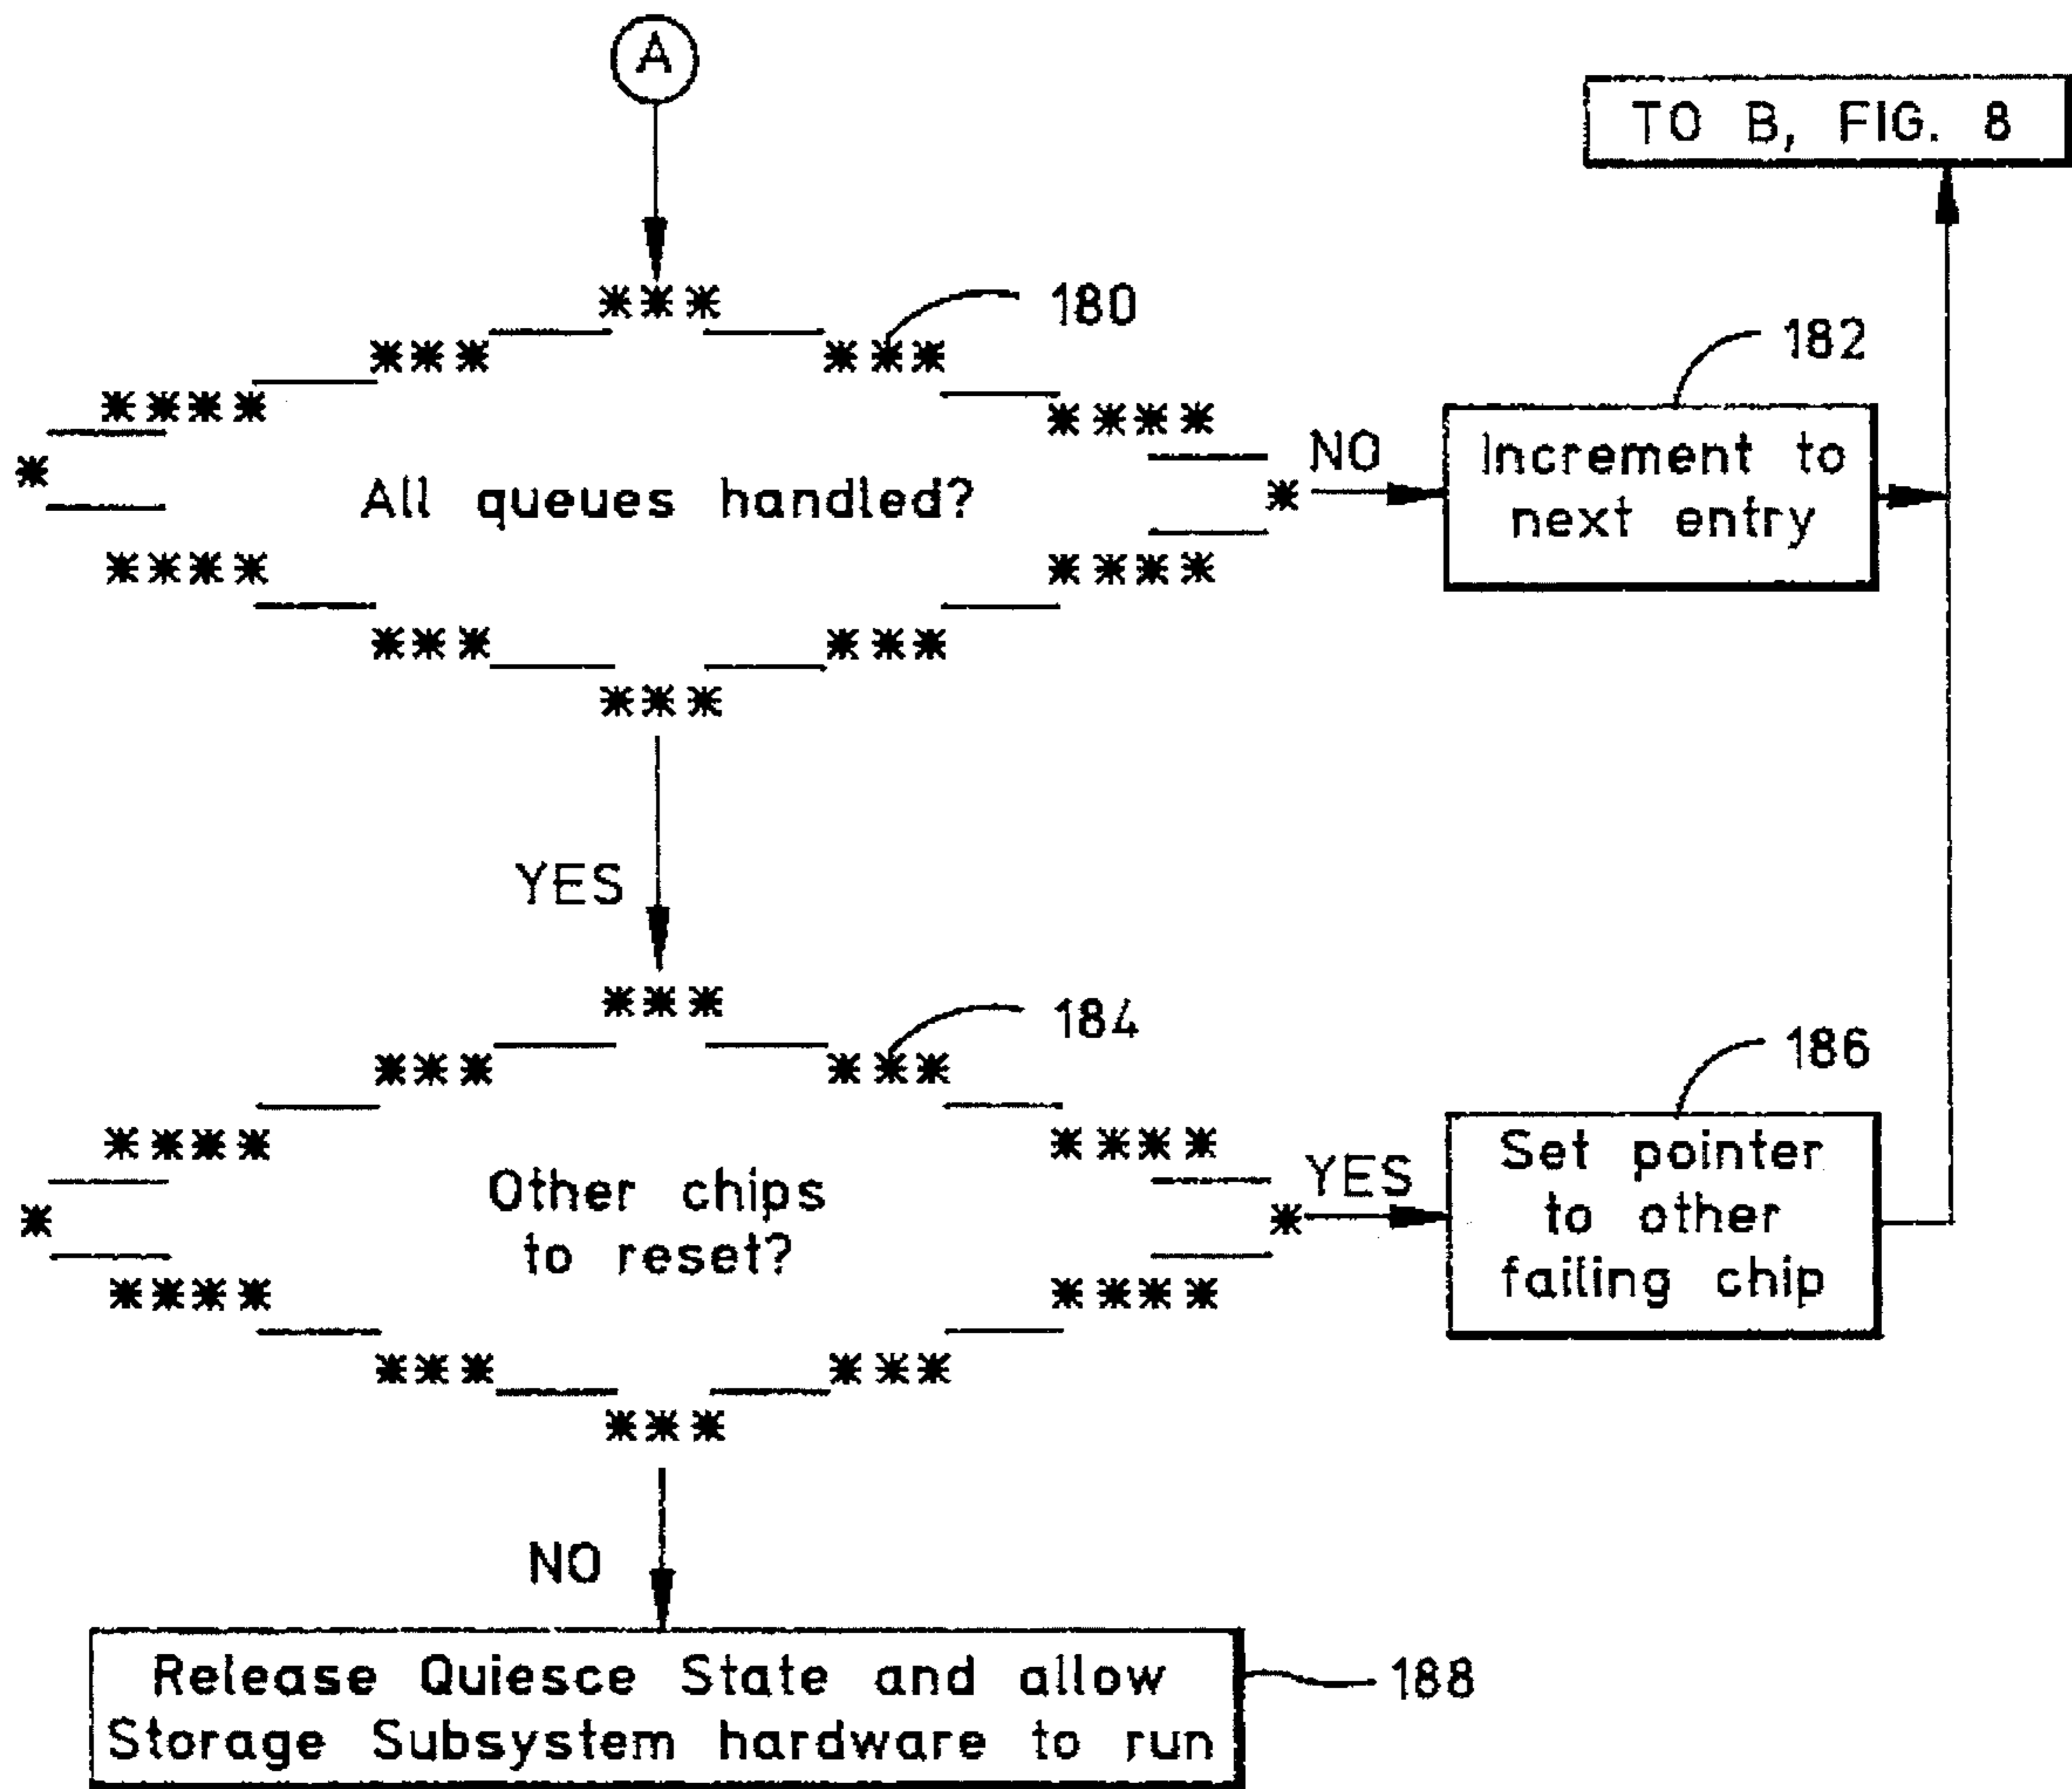 A
TO B, FIG. 8
180
182
All queues handled?
NO
Increment to
next entry
YES
184
186
Other chips
to reset?
YES
Set pointer
to other
failing chip
NO
Release Quiesce State and allow
Storage Subsystem hardware to run
188